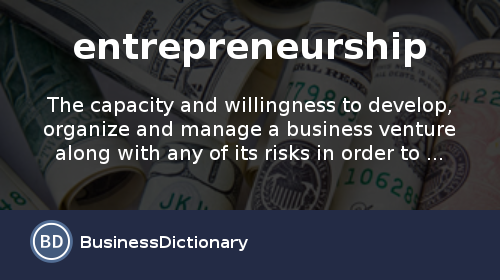 entrepreneurship
The capacity and willingness to develop,
organize and manage a business venture
along with any of its risks in order to ...
BD BusinessDictionary